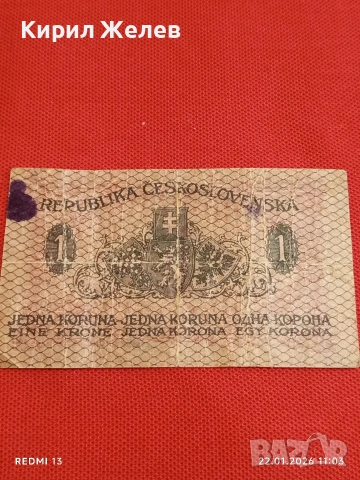 Кирил Желев
REPUBLIKA ČESKOSLOVENSKÁ
1 1
JEDNA KORUNA JEDNA KORUNA ОДНА КОРОНА
EINE KRONE JEDNA KORONA EGY KORONA
БАZАР
REDMI 13 22.01.2026 11:03